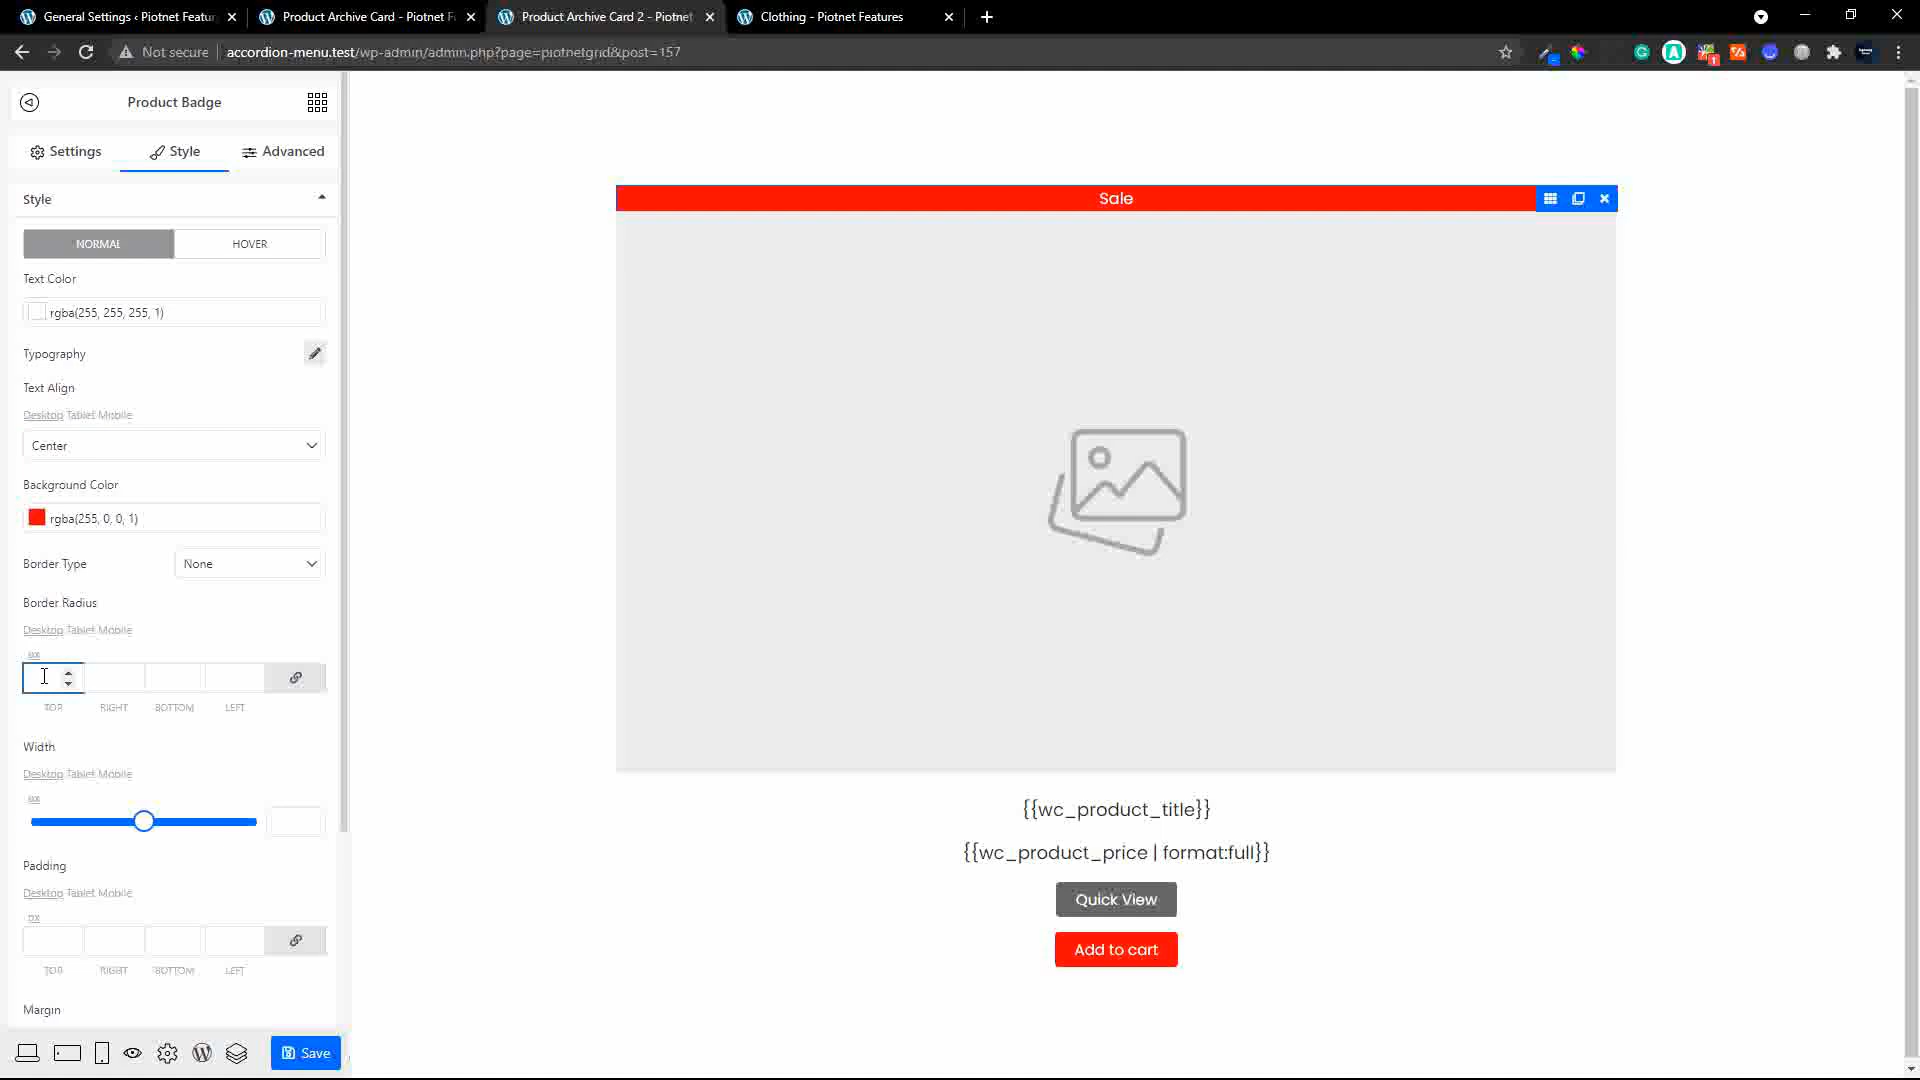 General Settings ‹ Piotnet Featur
Product Archive Card - Piotnet F
Product Archive Card 2 - Piotnet
Clothing - Piotnet Features
Not secure
accordion-menu.test/wp-admin/admin.php?page=piotnetgrid&post=157
Product Badge
Settings
Style
Advanced
Style
NORMAL
HOVER
Text Color
rgba(255, 255, 255, 1)
Typography
Text Align
Desktop Tablet Mobile
Center
Background Color
rgba(255, 0, 0, 1)
Border Type
None
Border Radius
Desktop Tablet Mobile
px
TOP
RIGHT
BOTTOM
LEFT
Width
Desktop Tablet Mobile
px
Padding
Desktop Tablet Mobile
px
TOP
RIGHT
BOTTOM
LEFT
Margin
Save
Sale
{{wc_product_title}}
{{wc_product_price | format:full}}
Quick View
Add to cart